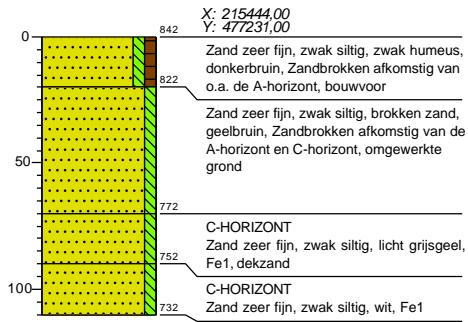 X: 215444,00
Y: 477231,00
0
842
Zand zeer fijn, zwak siltig, zwak humeus,
donkerbruin, Zandbrokken afkomstig van
o.a. de A-horizont, bouwvoor
822
Zand zeer fijn, zwak siltig, brokken zand,
geelbruin, Zandbrokken afkomstig van de
A-horizont en C-horizont, omgewerkte
grond
50
772
C-HORIZONT
Zand zeer fijn, zwak siltig, licht grijsgeel,
Fe1, dekzand
752
C-HORIZONT
Zand zeer fijn, zwak siltig, wit, Fe1
100
732